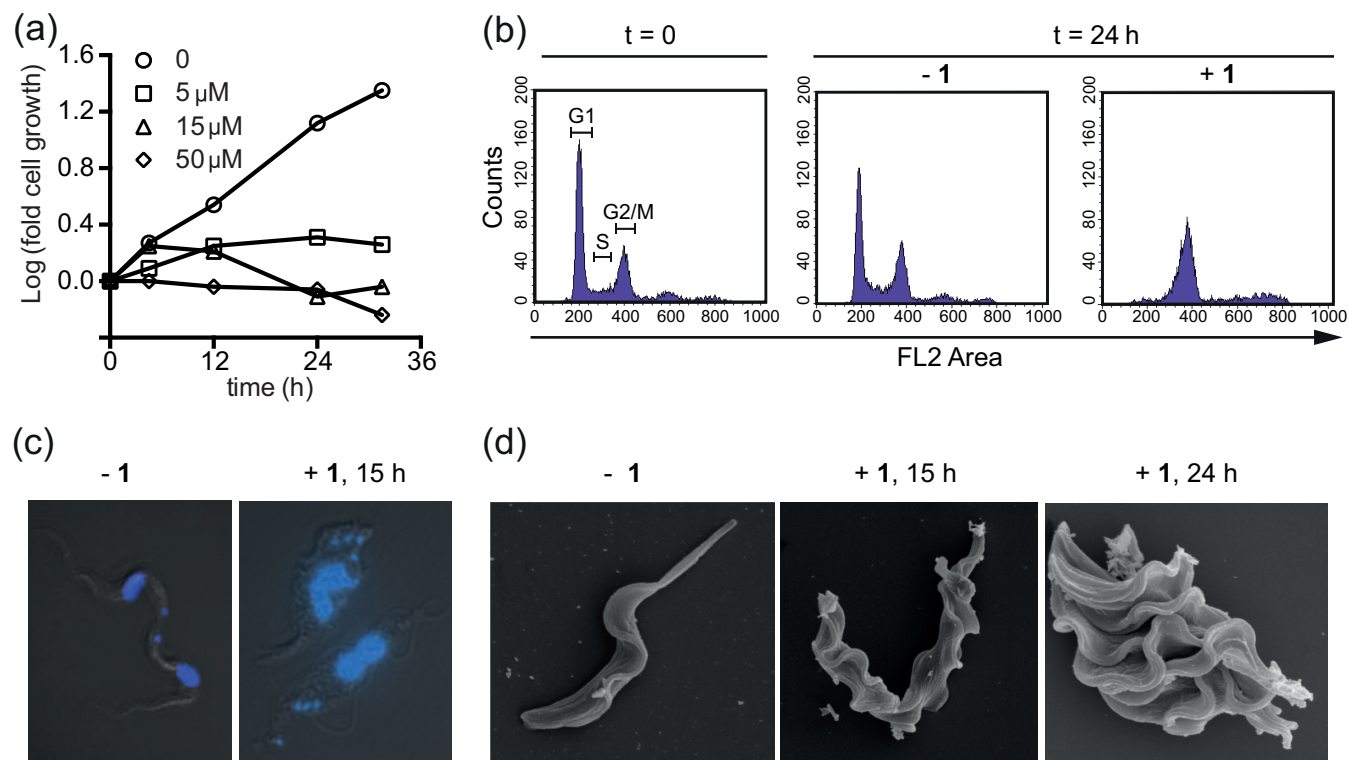 (a)
1.6
1.2
0.8
0.4
0.0
Log (fold cell growth)
0
5 µM
15 µM
50 µM
0 12 24 36
time (h)
(b)
t = 0
t = 24 h
- 1
+ 1
Counts
200
160
120
80
40
0
G1
S
G2/M
0 200 400 600 800 1000
200
160
120
80
40
0
0 200 400 600 800 1000
200
160
120
80
40
0
0 200 400 600 800 1000
FL2 Area
(c)
- 1
+ 1, 15 h
(d)
- 1
+ 1, 15 h
+ 1, 24 h